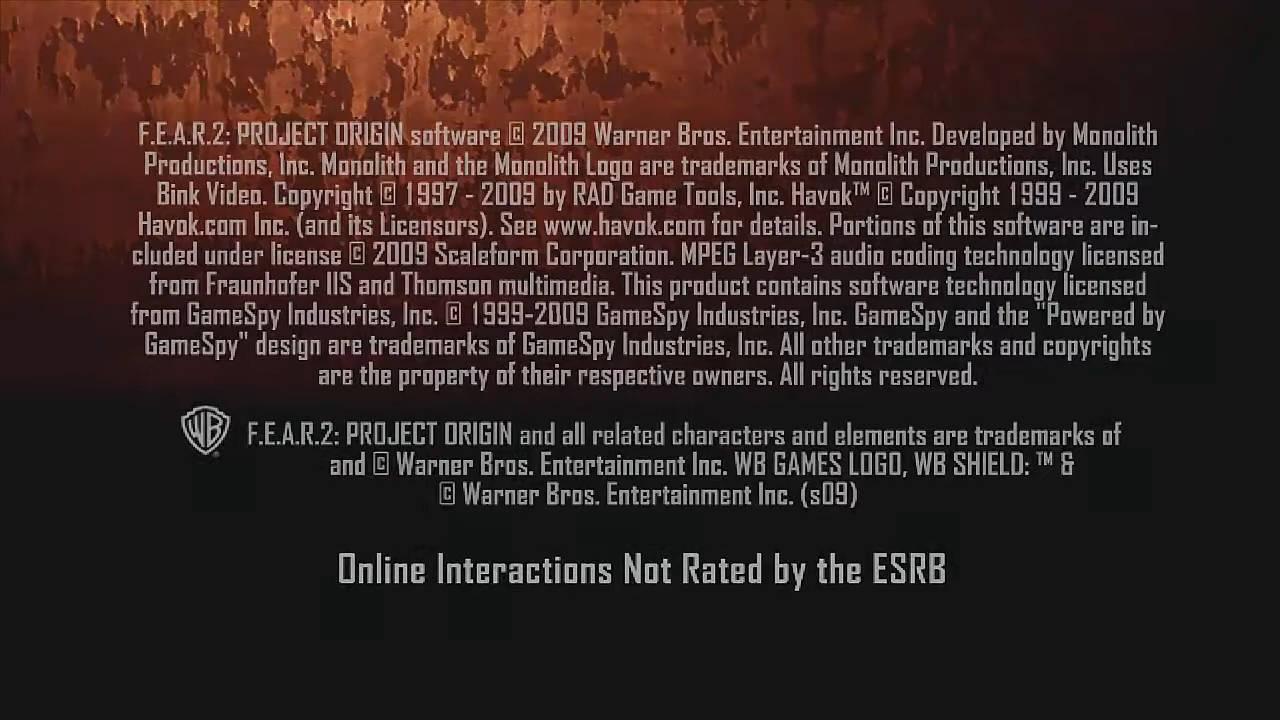 F.E.A.R.2: PROJECT ORIGIN software © 2009 Warner Bros. Entertainment Inc. Developed by Monolith
Productions, Inc. Monolith and the Monolith Logo are trademarks of Monolith Productions, Inc. Uses
Bink Video. Copyright © 1997 - 2009 by RAD Game Tools, Inc. Havok™ © Copyright 1999 - 2009
Havok.com Inc. (and its Licensors). See www.havok.com for details. Portions of this software are in-
cluded under license © 2009 Scaleform Corporation. MPEG Layer-3 audio coding technology licensed
from Fraunhofer IIS and Thomson multimedia. This product contains software technology licensed
from GameSpy Industries, Inc. © 1999-2009 GameSpy Industries, Inc. GameSpy and the "Powered by
GameSpy" design are trademarks of GameSpy Industries, Inc. All other trademarks and copyrights
are the property of their respective owners. All rights reserved.
WB F.E.A.R.2: PROJECT ORIGIN and all related characters and elements are trademarks of
and © Warner Bros. Entertainment Inc. WB GAMES LOGO, WB SHIELD: ™ &
© Warner Bros. Entertainment Inc. (s09)
Online Interactions Not Rated by the ESRB